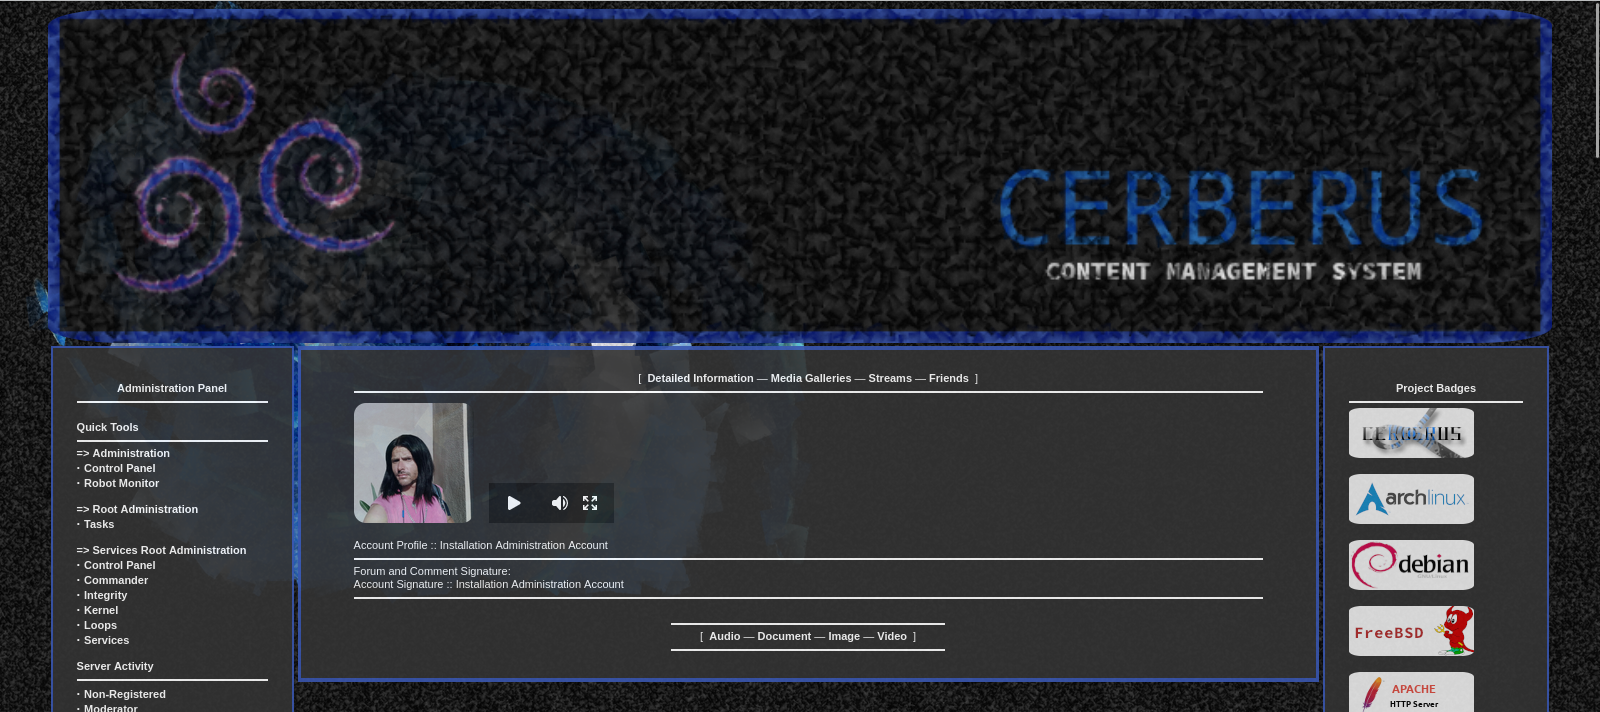 CERBERUS
CONTENT MANAGEMENT SYSTEM
Administration Panel
Quick Tools
=> Administration
· Control Panel
· Robot Monitor
=> Root Administration
· Tasks
=> Services Root Administration
· Control Panel
· Commander
· Integrity
· Kernel
· Loops
· Services
Server Activity
· Non-Registered
· Moderator
[ Detailed Information — Media Galleries — Streams — Friends ]
Account Profile :: Installation Administration Account
Forum and Comment Signature:
Account Signature :: Installation Administration Account
[ Audio — Document — Image — Video ]
Project Badges
CERBERUS
archlinux
debian
FreeBSD
APACHE
HTTP Server